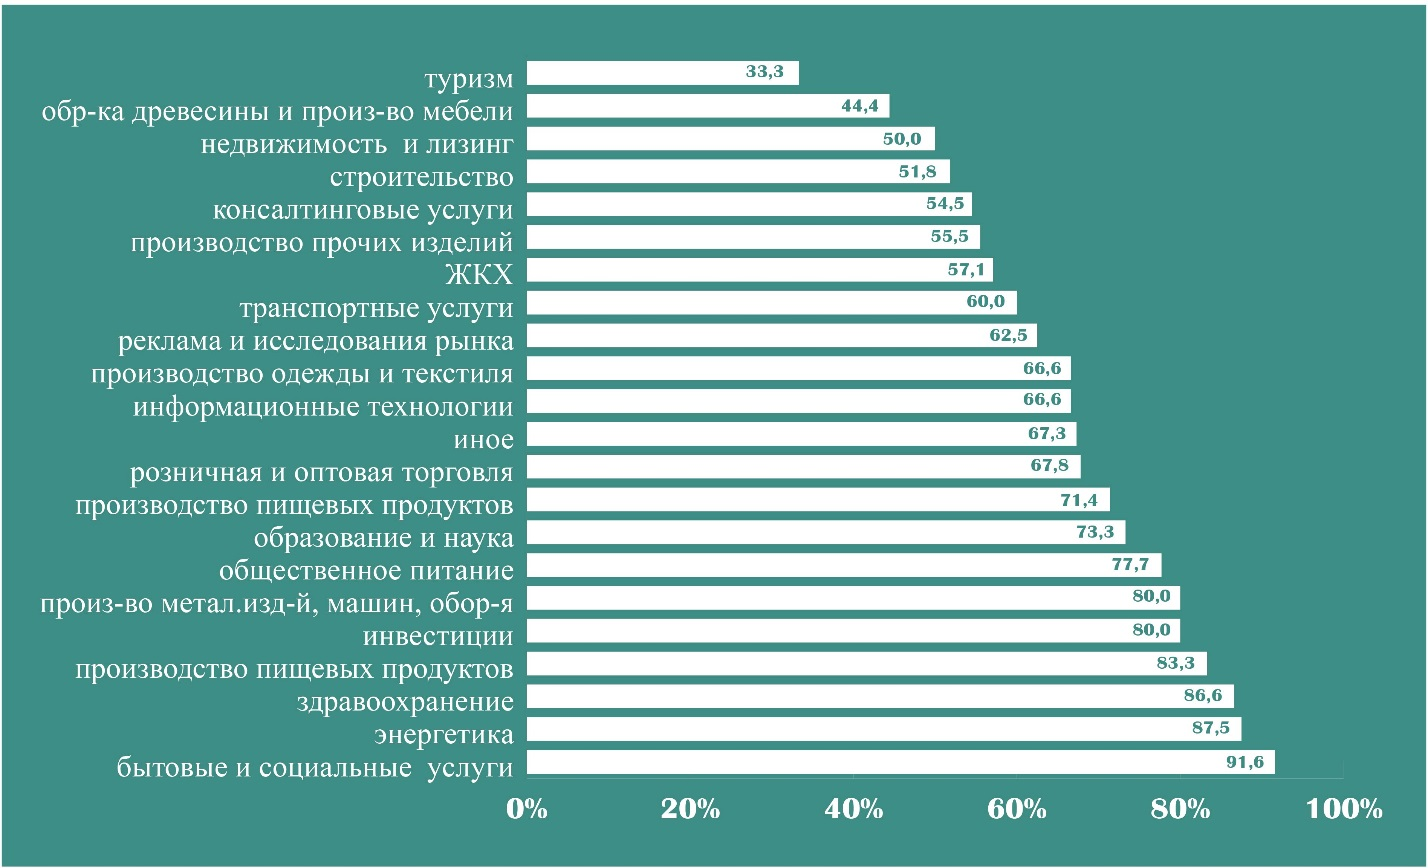 туризм 33,3
обр-ка древесины и произ-во мебели 44,4
недвижимость и лизинг 50,0
строительство 51,8
консалтинговые услуги 54,5
производство прочих изделий 55,5
ЖКХ 57,1
транспортные услуги 60,0
реклама и исследования рынка 62,5
производство одежды и текстиля 66,6
информационные технологии 66,6
иное 67,3
розничная и оптовая торговля 67,8
производство пищевых продуктов 71,4
образование и наука 73,3
общественное питание 77,7
произ-во метал.изд-й, машин, обор-я 80,0
инвестиции 80,0
производство пищевых продуктов 83,3
здравоохранение 86,6
энергетика 87,5
бытовые и социальные услуги 91,6
0% 20% 40% 60% 80% 100%